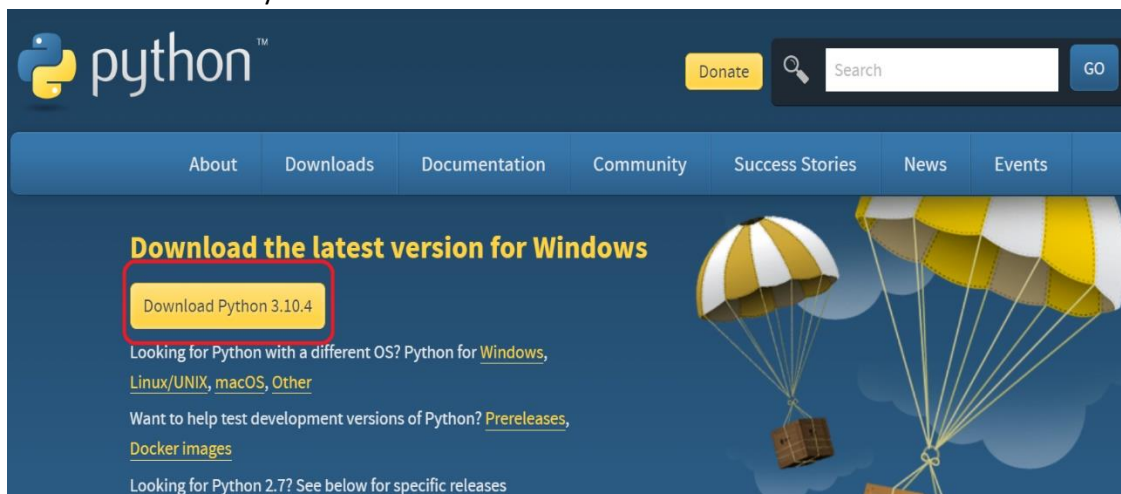 python™
Donate
Search
GO
About
Downloads
Documentation
Community
Success Stories
News
Events
Download the latest version for Windows
Download Python 3.10.4
Looking for Python with a different OS? Python for Windows,
Linux/UNIX, macOS, Other
Want to help test development versions of Python? Prereleases,
Docker images
Looking for Python 2.7? See below for specific releases